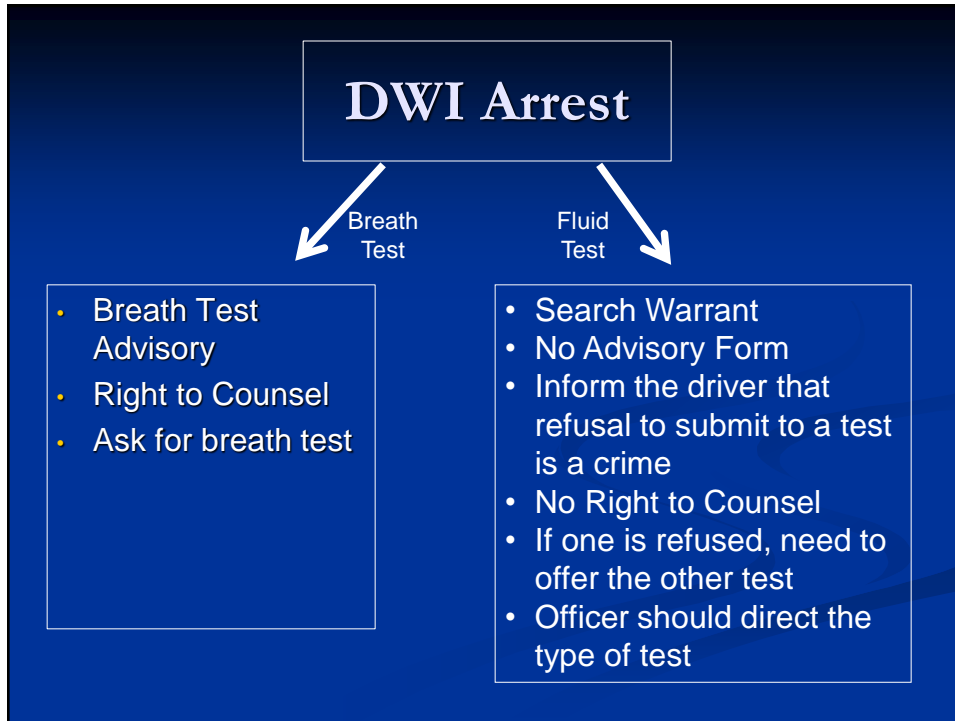 DWI Arrest
Breath
Test
Fluid
Test
• Breath Test
Advisory
• Right to Counsel
• Ask for breath test
• Search Warrant
• No Advisory Form
• Inform the driver that
refusal to submit to a test
is a crime
• No Right to Counsel
• If one is refused, need to
offer the other test
• Officer should direct the
type of test